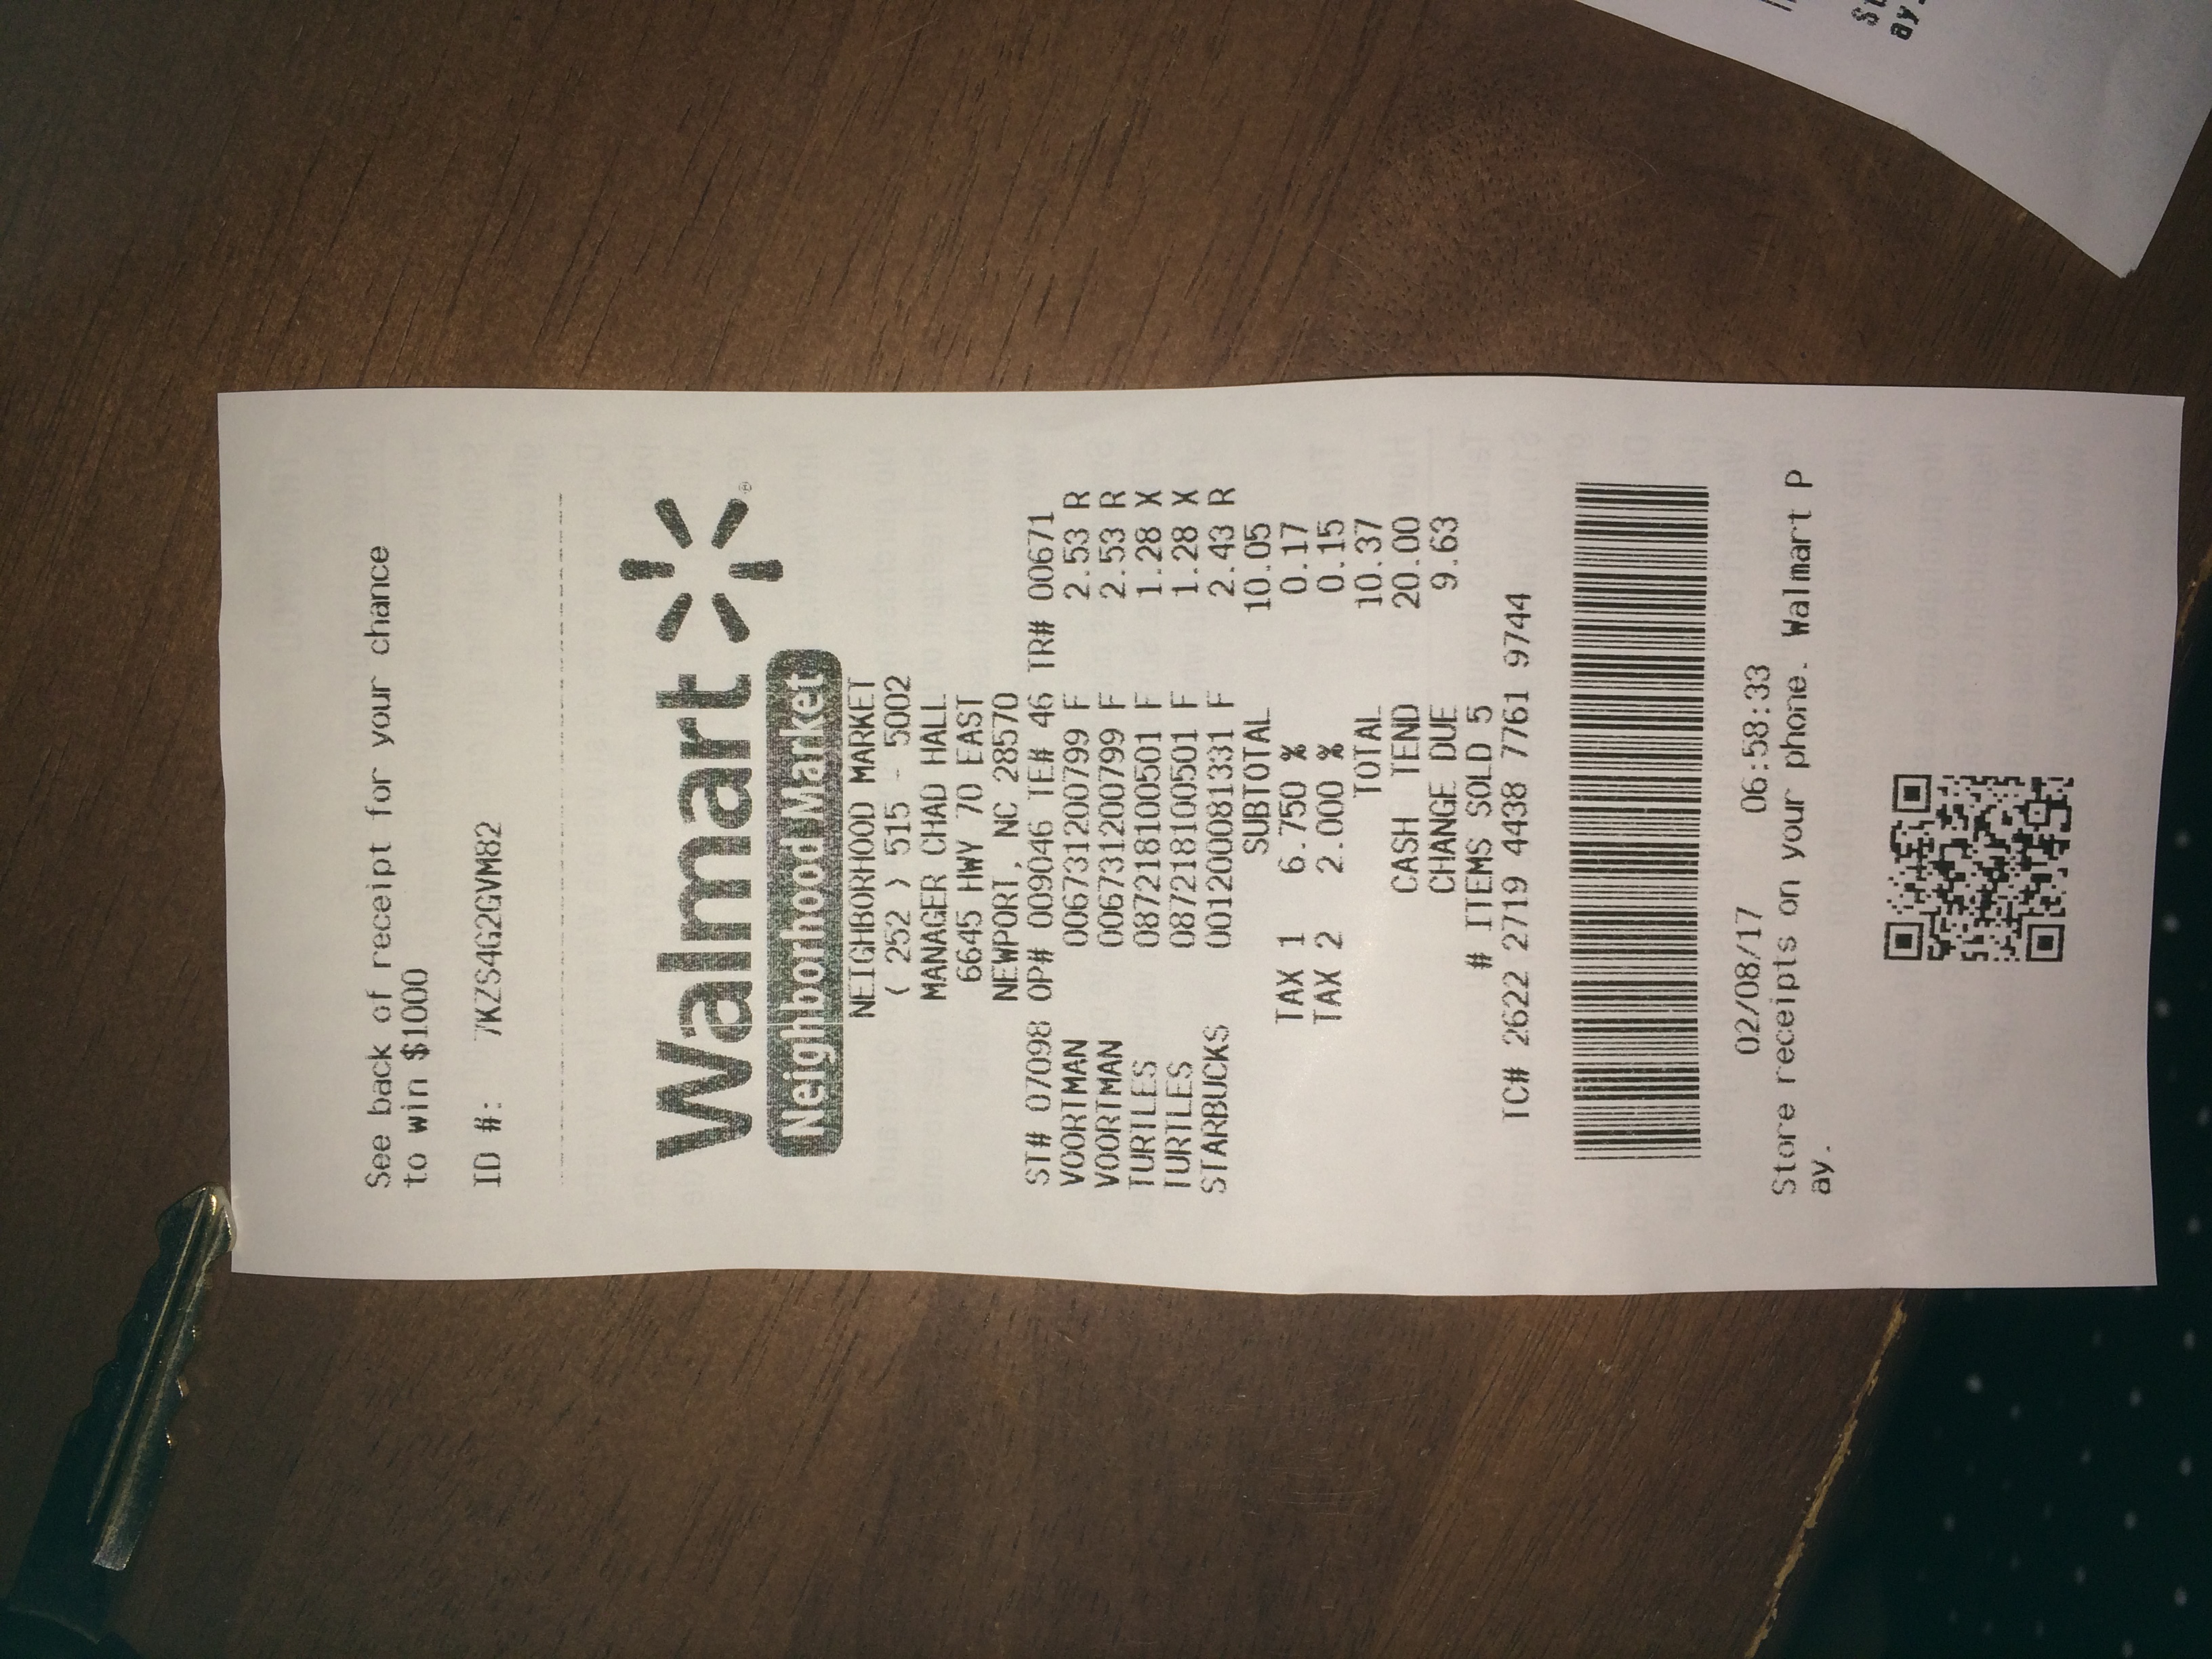 See back of receipt for your chance
to win $1000
ID #: 7KZS4G2GVM82
Walmart
Neighborhood Market
NEIGHBORHOOD MARKET
( 252 ) 515 - 5002
MANAGER CHAD HALL
6645 HWY 70 EAST
NEWPORT, NC 28570
ST# 07098 OP# 009046 TE# 46 TR# 00671
VOORTMAN 006731200799 F 2.53 R
VOORTMAN 006731200799 F 2.53 R
TURTLES 087218100501 F 1.28 X
TURTLES 087218100501 F 1.28 X
STARBUCKS 001200081331 F 2.43 R
SUBTOTAL 10.05
TAX 1 6.750 % 0.17
TAX 2 2.000 % 0.15
TOTAL 10.37
CASH TEND 20.00
CHANGE DUE 9.63
# ITEMS SOLD 5
TC# 2622 2719 4438 7761 9744
02/08/17 06:58:33
Store receipts on your phone. Walmart P
ay.
ay.